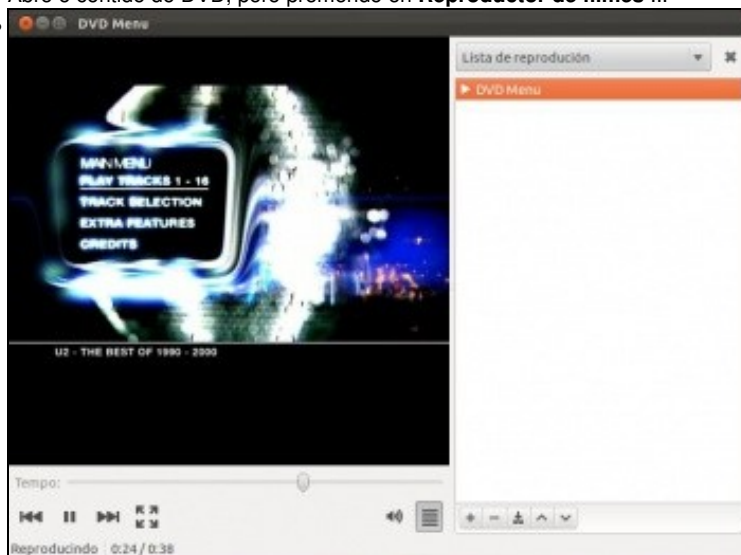 Abre o contido do DVD, pero premendo en Reproductor de filmes ...
DVD Menu
Lista de reprodución
DVD Menu
MAIN MENU
PLAY TRACKS 1 - 16
TRACK SELECTION
EXTRA FEATURES
CREDITS
U2 - THE BEST OF 1990 - 2000
Tempo:
Reproducindo 0:24 / 0:38